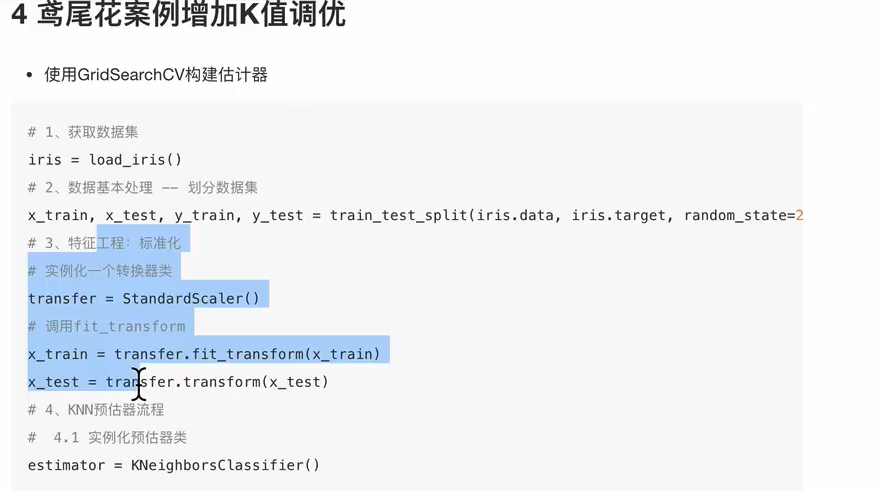 4 鸢尾花案例增加K值调优
• 使用GridSearchCV构建估计器
# 1、获取数据集
iris = load_iris()
# 2、数据基本处理 -- 划分数据集
x_train, x_test, y_train, y_test = train_test_split(iris.data, iris.target, random_state=2
# 3、特征工程：标准化
# 实例化一个转换器类
transfer = StandardScaler()
# 调用fit_transform
x_train = transfer.fit_transform(x_train)
x_test = transfer.transform(x_test)
# 4、KNN预估器流程
#  4.1 实例化预估器类
estimator = KNeighborsClassifier()